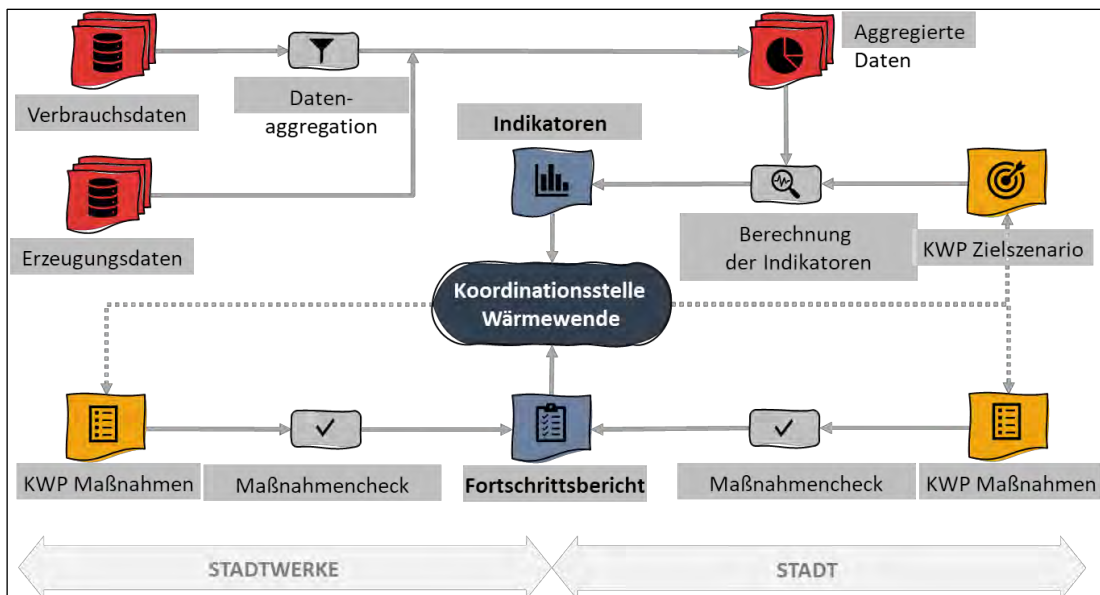 Aggregierte
Daten
Verbrauchsdaten
Daten-
aggregation
Indikatoren
Erzeugungsdaten
Berechnung
der Indikatoren
KWP Zielszenario
Koordinationsstelle
Wärmewende
KWP Maßnahmen
Maßnahmencheck
Fortschrittsbericht
Maßnahmencheck
KWP Maßnahmen
STADTWERKE
STADT